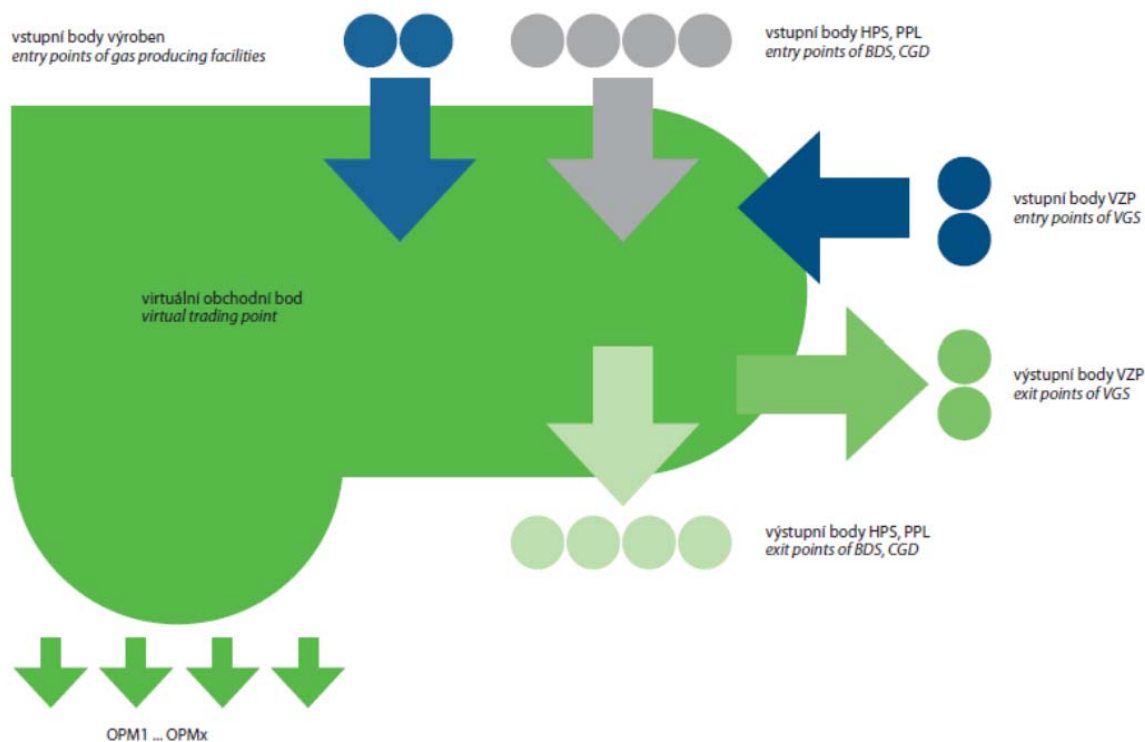 vstupní body výroben
entry points of gas producing facilities
vstupní body HPS, PPL
entry points of BDS, CGD
vstupní body VZP
entry points of VGS
virtuální obchodní bod
virtual trading point
výstupní body VZP
exit points of VGS
výstupní body HPS, PPL
exit points of BDS, CGD
OPM1 ... OPMx